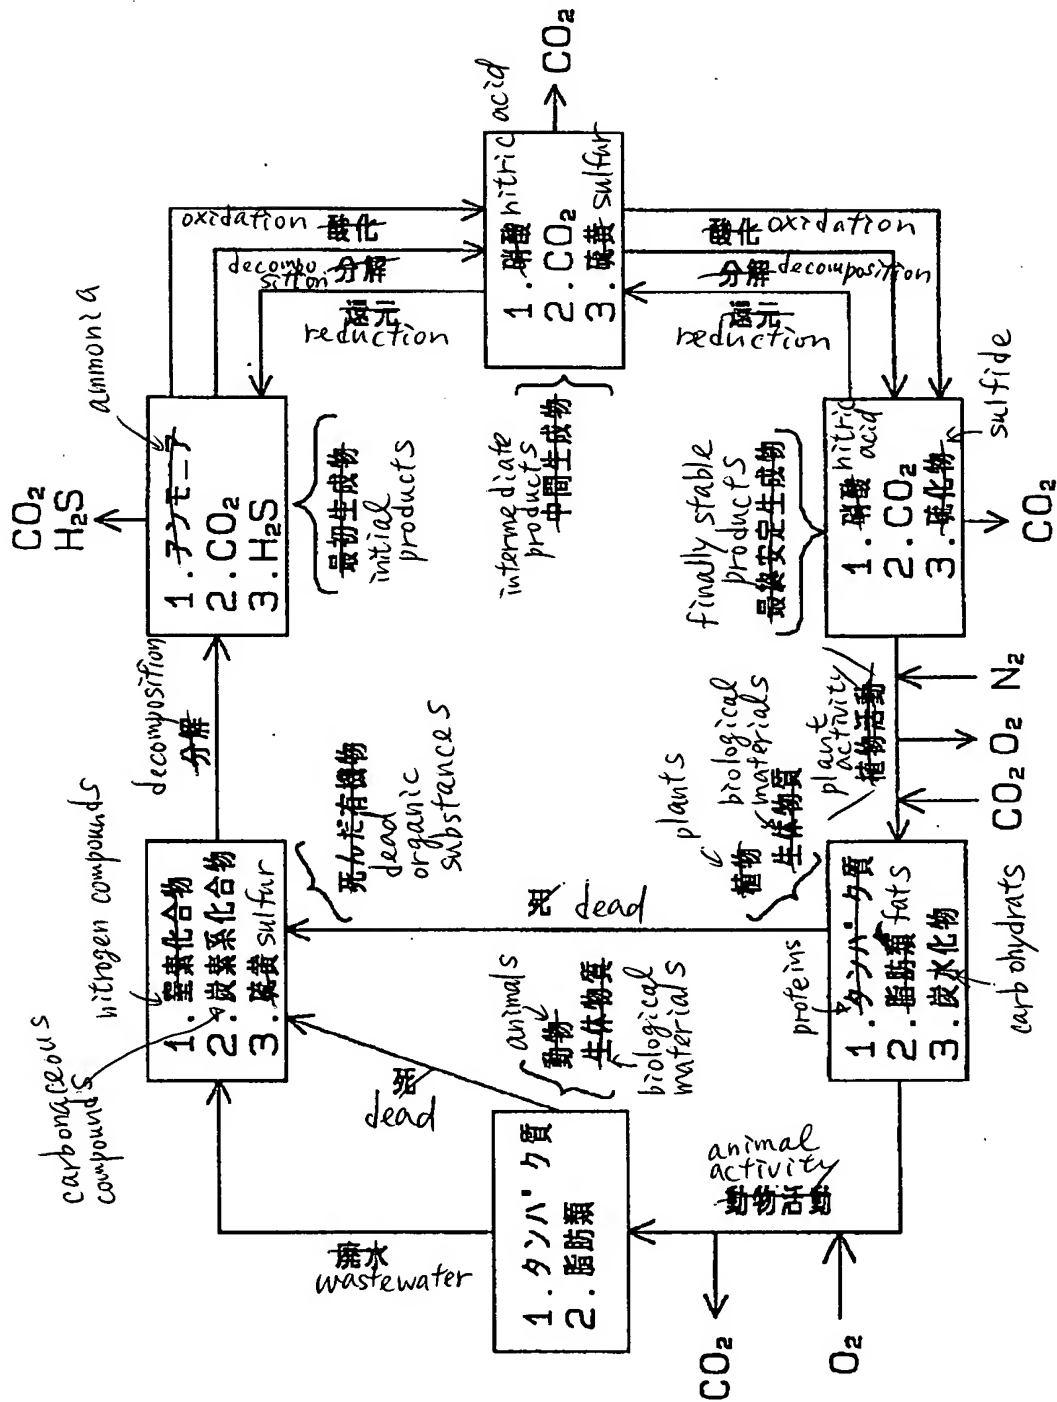 CO₂
H₂S
ammonia
nitrogen compounds
carbonaceous
compounds
decomposition
分解
1.窒素化合物
2.炭素系化合物
3.硫黄 sulfur
1.アンモニア
2.CO₂
3.H₂S
oxidation 酸化
decompo
sition 分解
還元
reduction
死んだ有機物
dead
organic
substances
最初生成物
initial
products
廃水
wastewater
死
dead
1.タンパク質
2.脂肪類
animals
動物
生体物質
biological
materials
死 dead
intermediate
products
中間生成物
1.硝酸 nitric acid
2.CO₂
3.硫黄 sulfur
CO₂
酸化 oxidation
分解 decomposition
還元
reduction
plants
植物
biological
materials
生体物質
finally stable
products
最終安定生成物
animal
activity
動物活動
CO₂
O₂
proteins
1.タンパク質
2.脂肪類 fats
3.炭水化物
carbohydrats
plant
activity
植物活動
CO₂ O₂ N₂
1.硝酸 nitric
acid
2.CO₂
3.硫化物
sulfide
CO₂